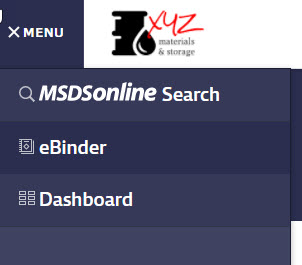 MENU
xyz
materials
& storage
MSDSonline Search
eBinder
Dashboard